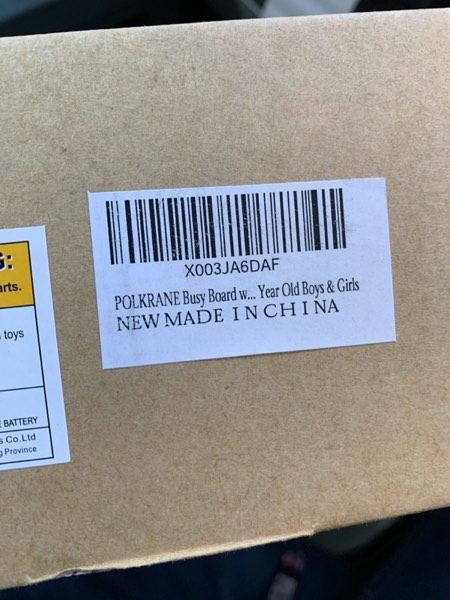 G:
arts.
toys
BATTERY
s Co.Ltd
g Province
X003JA6DAF
POLKRANE Busy Board w... Year Old Boys & Girls
NEW MADE IN CHINA